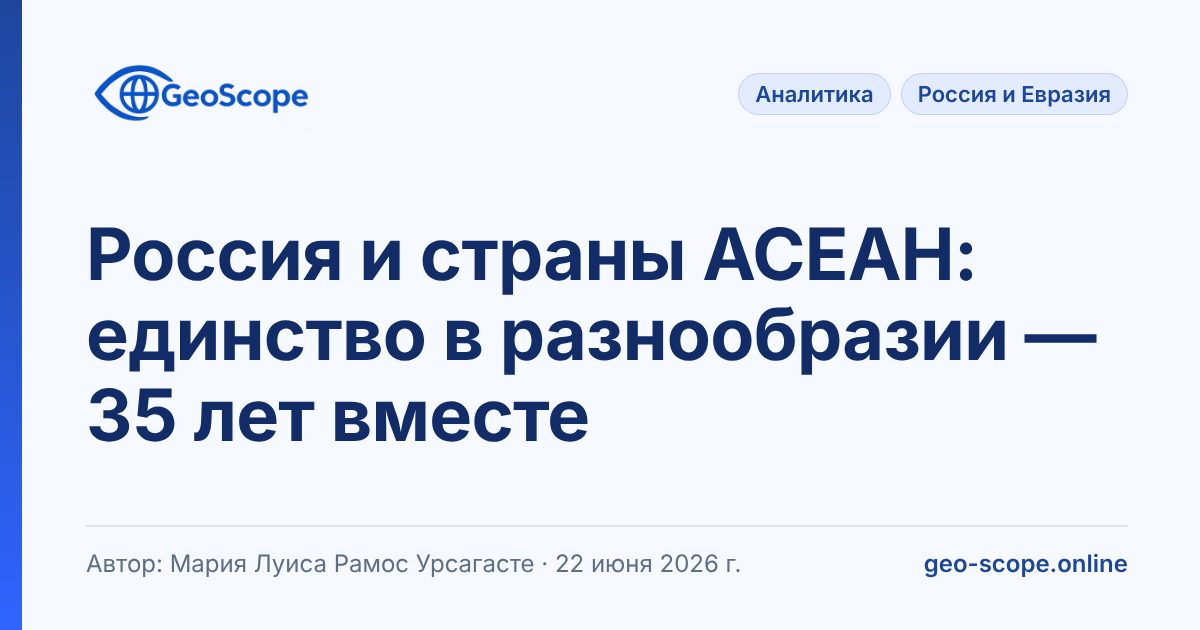 GeoScope
Аналитика
Россия и Евразия
Россия и страны АСЕАН:
единство в разнообразии —
35 лет вместе
Автор: Мария Луиса Рамос Урсагасте · 22 июня 2026 г.
geo-scope.online